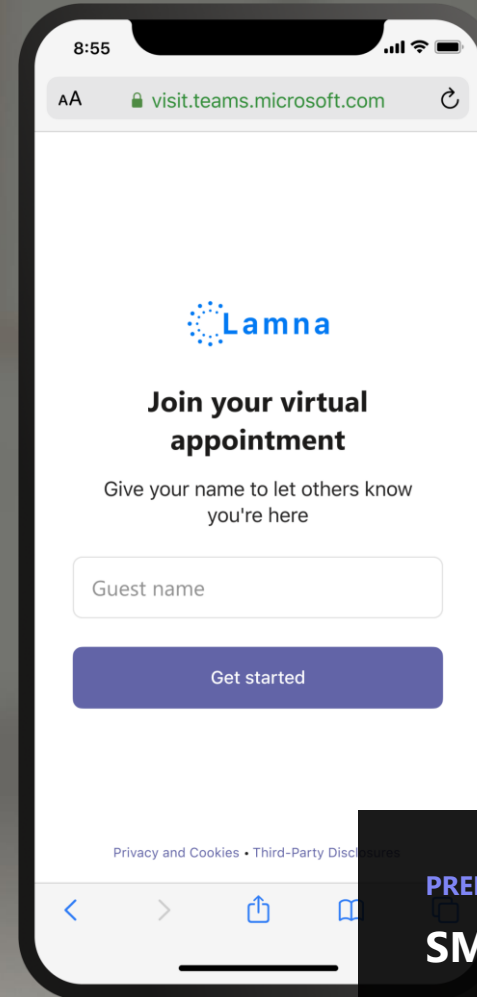 8:55
AA visit.teams.microsoft.com
Lamna
Join your virtual
appointment
Give your name to let others know
you're here
Guest name
Get started
Privacy and Cookies • Third-Party Disclosures